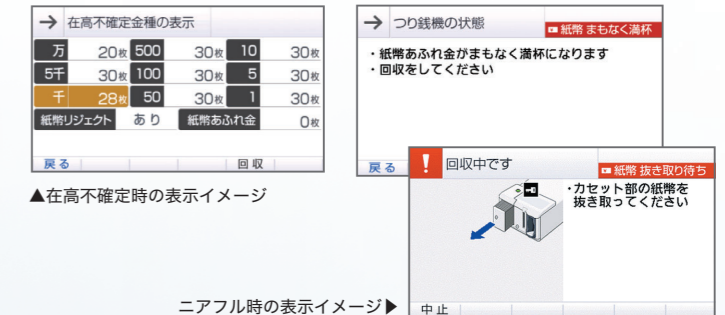 → 在高不確定金種の表示
万 20枚 500 30枚 10 30枚
5千 30枚 100 30枚 5 30枚
千 28枚 50 30枚 1 30枚
紙幣リジェクト あり 紙幣あふれ金 0枚
戻る 回収
▲在高不確定時の表示イメージ
→ つり銭機の状態
紙幣 まもなく満杯
・紙幣あふれ金がまもなく満杯になります
・回収をしてください
戻る
! 回収中です
紙幣 抜き取り待ち
・カセット部の紙幣を
抜き取ってください
中止
ニアフル時の表示イメージ▶